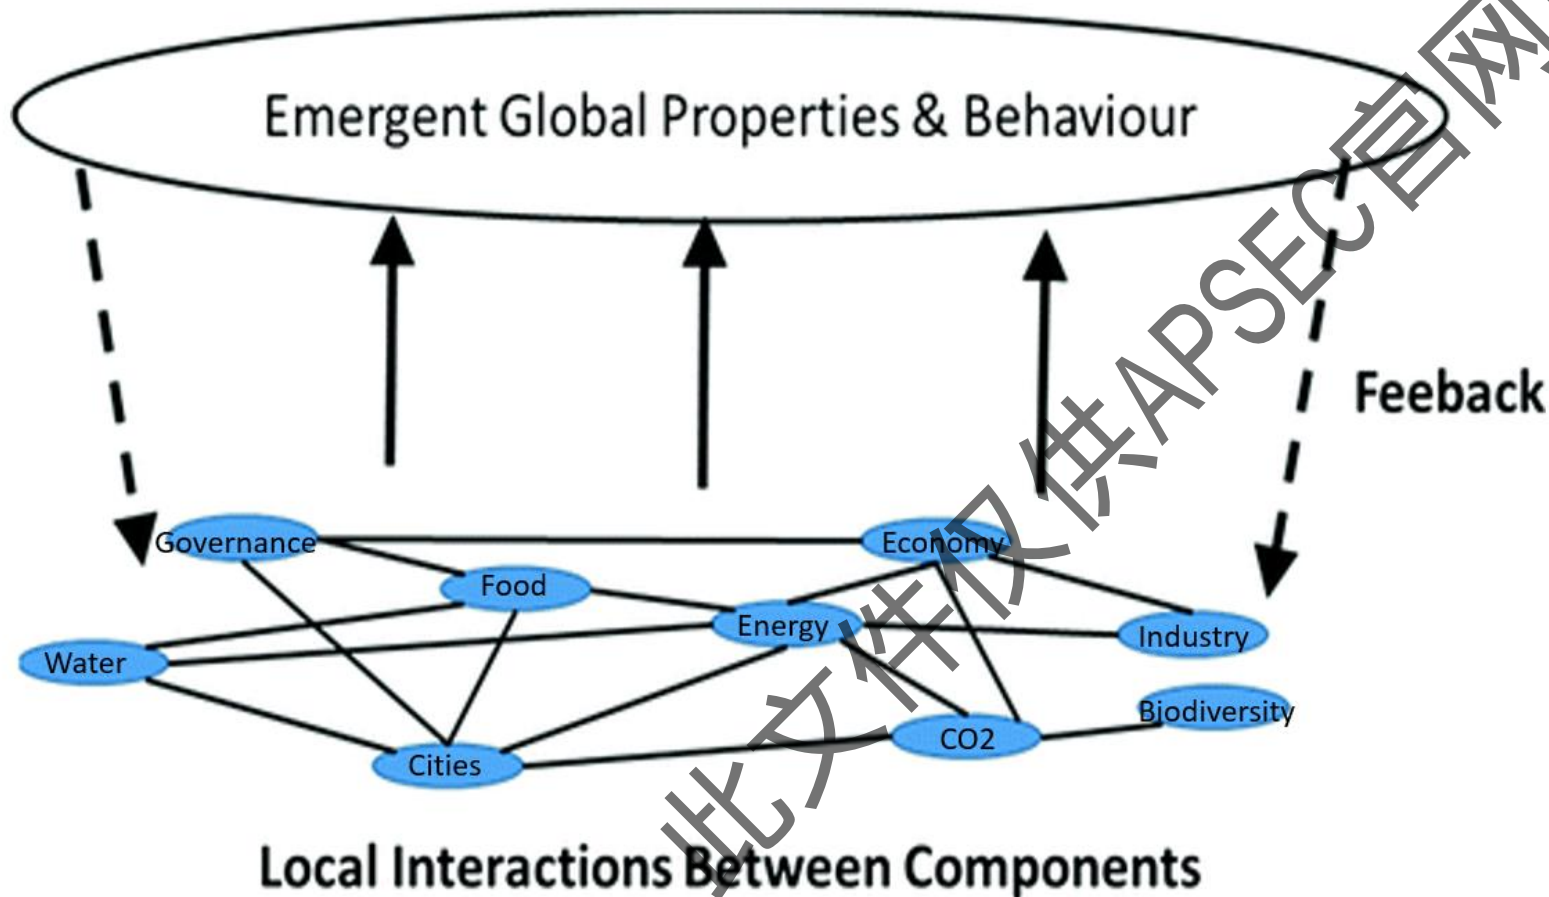 Emergent Global Properties & Behaviour
Feeback
Governance
Economy
Food
Energy
Industry
Water
Biodiversity
CO2
Cities
Local Interactions Between Components
此文件仅供APSEC官网